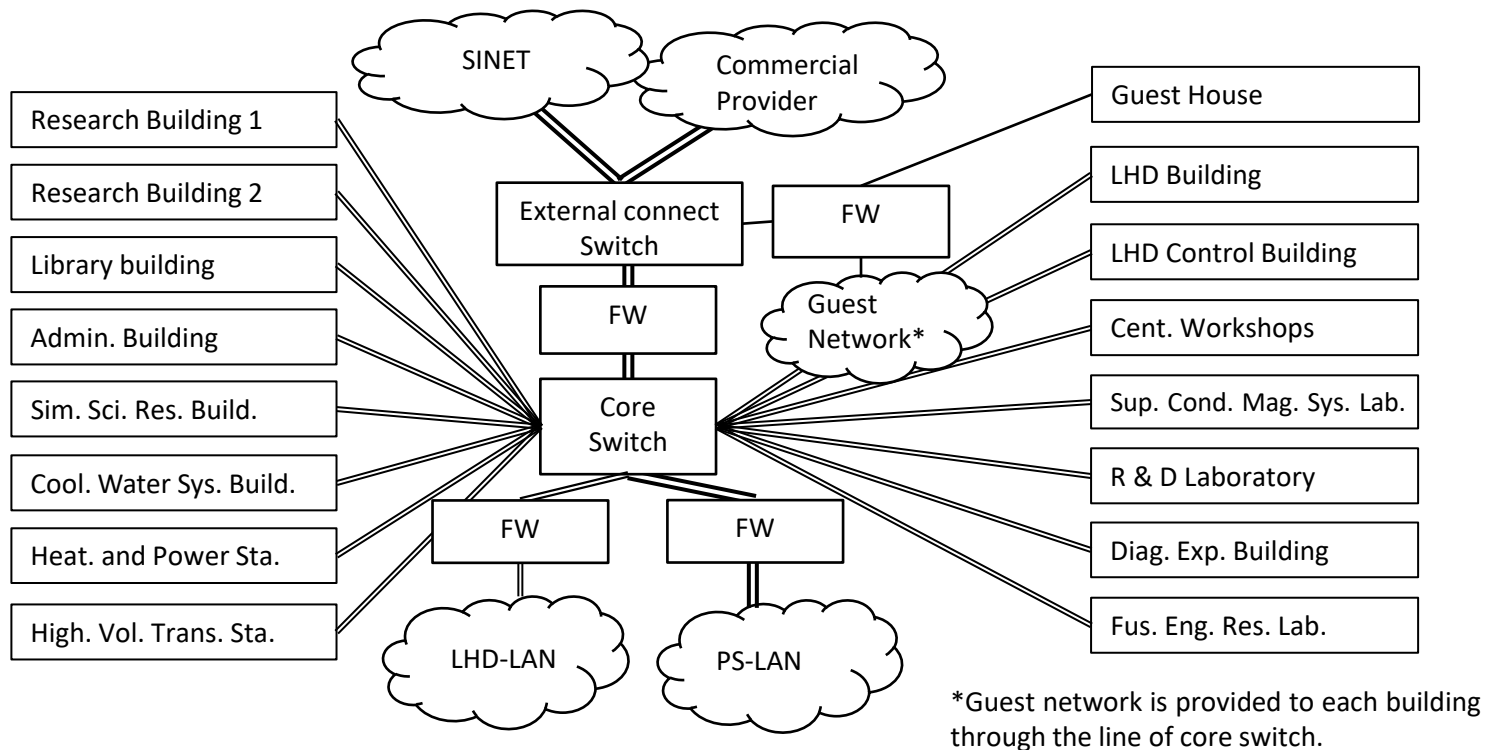 SINET
Commercial
Provider
Research Building 1
Research Building 2
Library building
Admin. Building
Sim. Sci. Res. Build.
Cool. Water Sys. Build.
Heat. and Power Sta.
High. Vol. Trans. Sta.
External connect
Switch
FW
FW
Guest
Network*
Core
Switch
FW
FW
LHD-LAN
PS-LAN
Guest House
LHD Building
LHD Control Building
Cent. Workshops
Sup. Cond. Mag. Sys. Lab.
R & D Laboratory
Diag. Exp. Building
Fus. Eng. Res. Lab.
*Guest network is provided to each building
through the line of core switch.